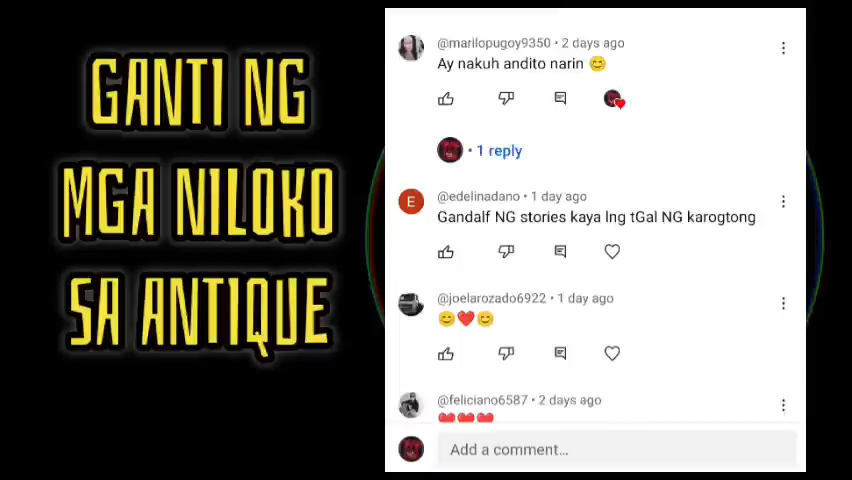 GANTI NG
MGA NILOKO
SA ANTIQUE
@marilopugoy9350 • 2 days ago
Ay nakuh andito narin 😊
• 1 reply
E
@edelinadano • 1 day ago
Gandalf NG stories kaya lng tGal NG karogtong
@joelarozado6922 • 1 day ago
😊❤️😊
@feliciano6587 • 2 days ago
❤️❤️❤️
Add a comment...